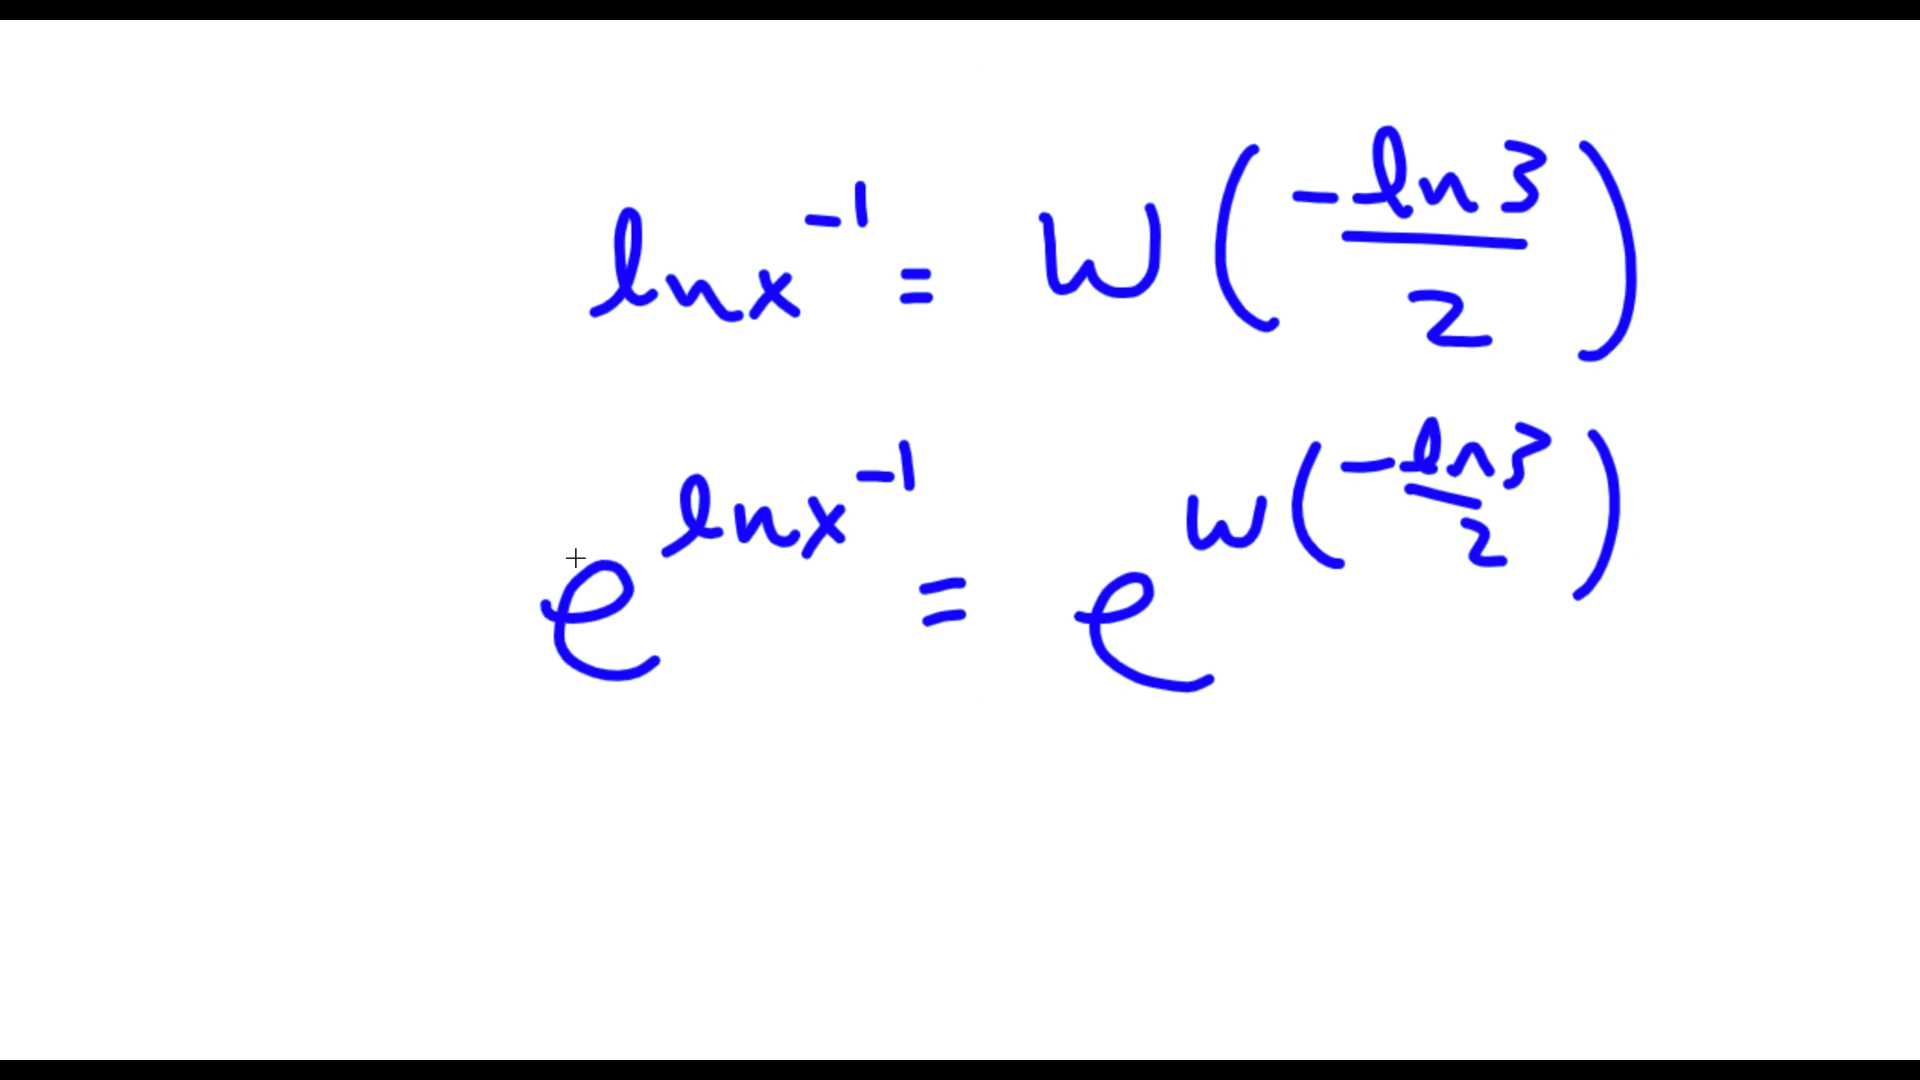 ln x⁻¹ = W(-ln 3 / 2)
e^(ln x⁻¹) = e^(W(-ln 3 / 2))